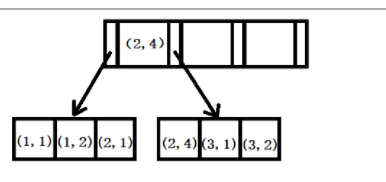 (2, 4)
(1, 1) (1, 2) (2, 1) (2, 4) (3, 1) (3, 2)